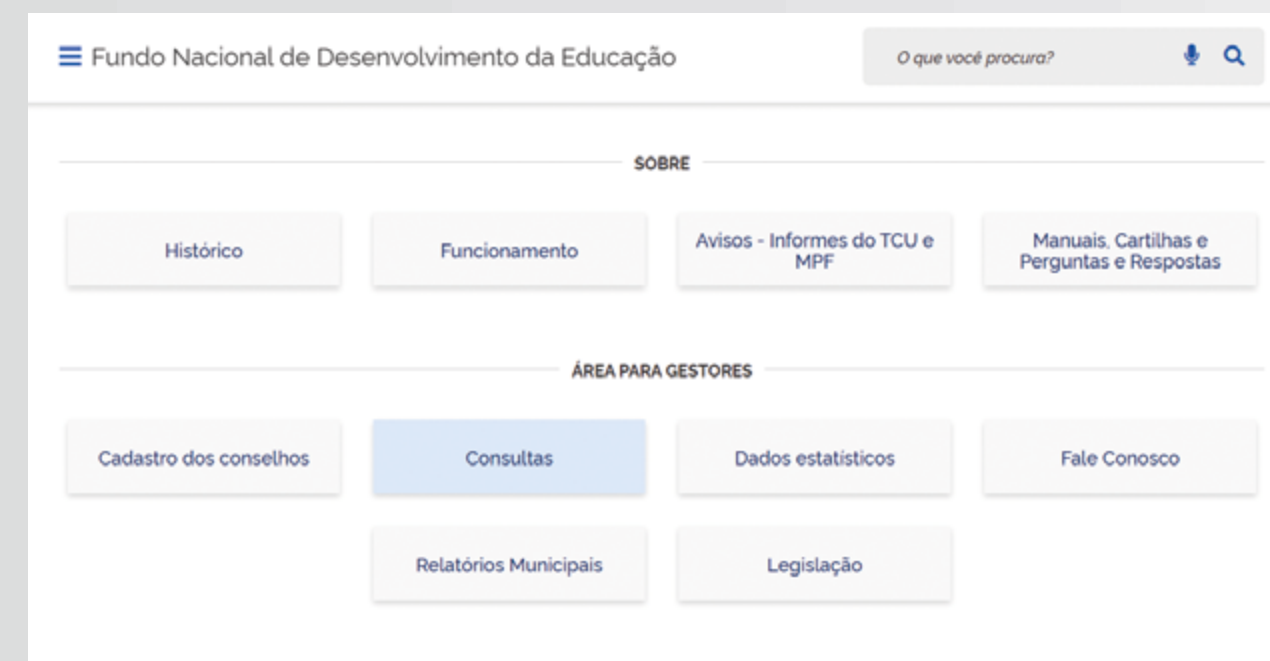 Fundo Nacional de Desenvolvimento da Educação
O que você procura?
SOBRE
Histórico
Funcionamento
Avisos - Informes do TCU e
MPF
Manuais, Cartilhas e
Perguntas e Respostas
ÁREA PARA GESTORES
Cadastro dos conselhos
Consultas
Dados estatísticos
Fale Conosco
Relatórios Municipais
Legislação